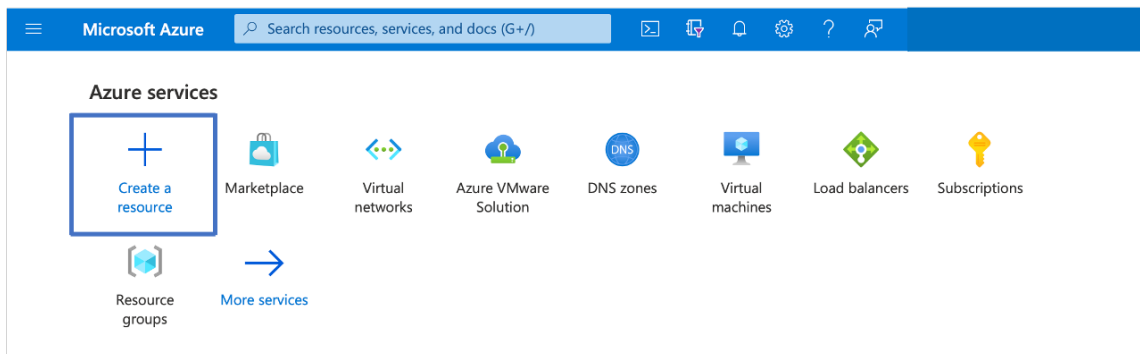 Microsoft Azure
Search resources, services, and docs (G+/)
Azure services
Create a
resource
Marketplace
Virtual
networks
Azure VMware
Solution
DNS
DNS zones
Virtual
machines
Load balancers
Subscriptions
Resource
groups
More services